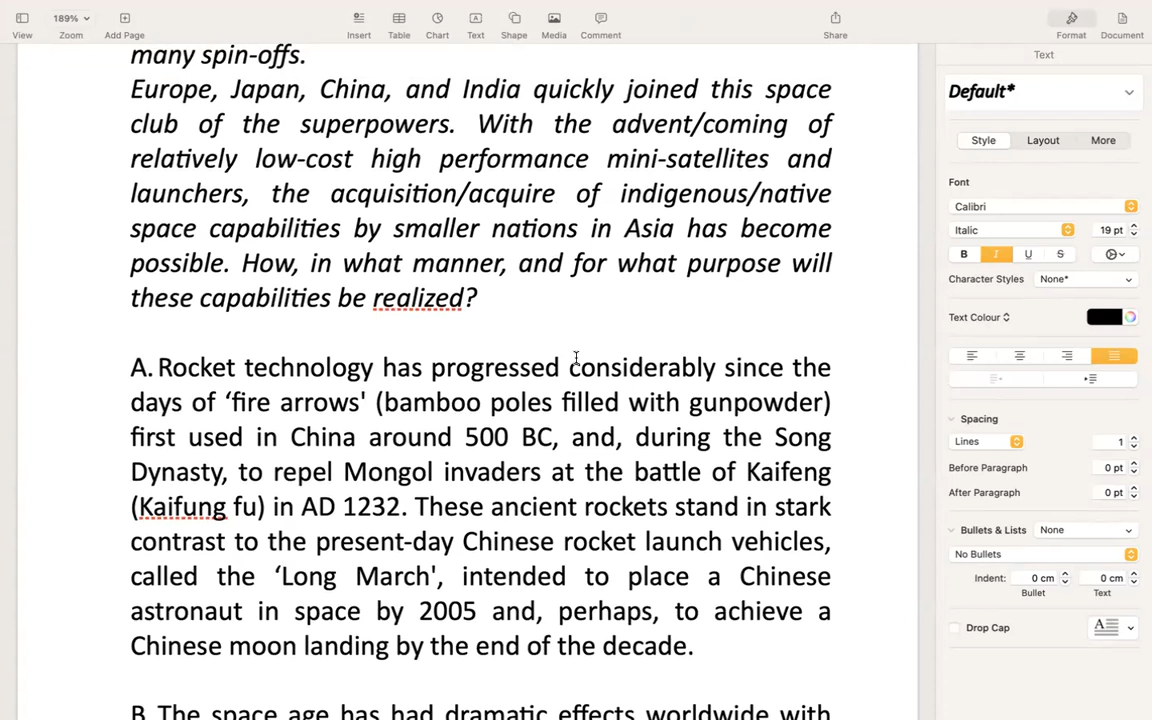 189%
View
Zoom
Add Page
Insert
Table
Chart
Text
Shape
Media
Comment
Share
Format
Document
many spin-offs.
Europe, Japan, China, and India quickly joined this space
club of the superpowers. With the advent/coming of
relatively low-cost high performance mini-satellites and
launchers, the acquisition/acquire of indigenous/native
space capabilities by smaller nations in Asia has become
possible. How, in what manner, and for what purpose will
these capabilities be realized?
A. Rocket technology has progressed considerably since the
days of ‘fire arrows' (bamboo poles filled with gunpowder)
first used in China around 500 BC, and, during the Song
Dynasty, to repel Mongol invaders at the battle of Kaifeng
(Kaifung fu) in AD 1232. These ancient rockets stand in stark
contrast to the present-day Chinese rocket launch vehicles,
called the ‘Long March', intended to place a Chinese
astronaut in space by 2005 and, perhaps, to achieve a
Chinese moon landing by the end of the decade.
B. The space age has had dramatic effects worldwide with
Text
Default*
Style Layout More
Font
Calibri
Italic 19 pt
B I U S
Character Styles None*
Text Colour
Spacing
Lines 1
Before Paragraph 0 pt
After Paragraph 0 pt
Bullets & Lists None
No Bullets
Indent: 0 cm 0 cm
Bullet Text
Drop Cap
A